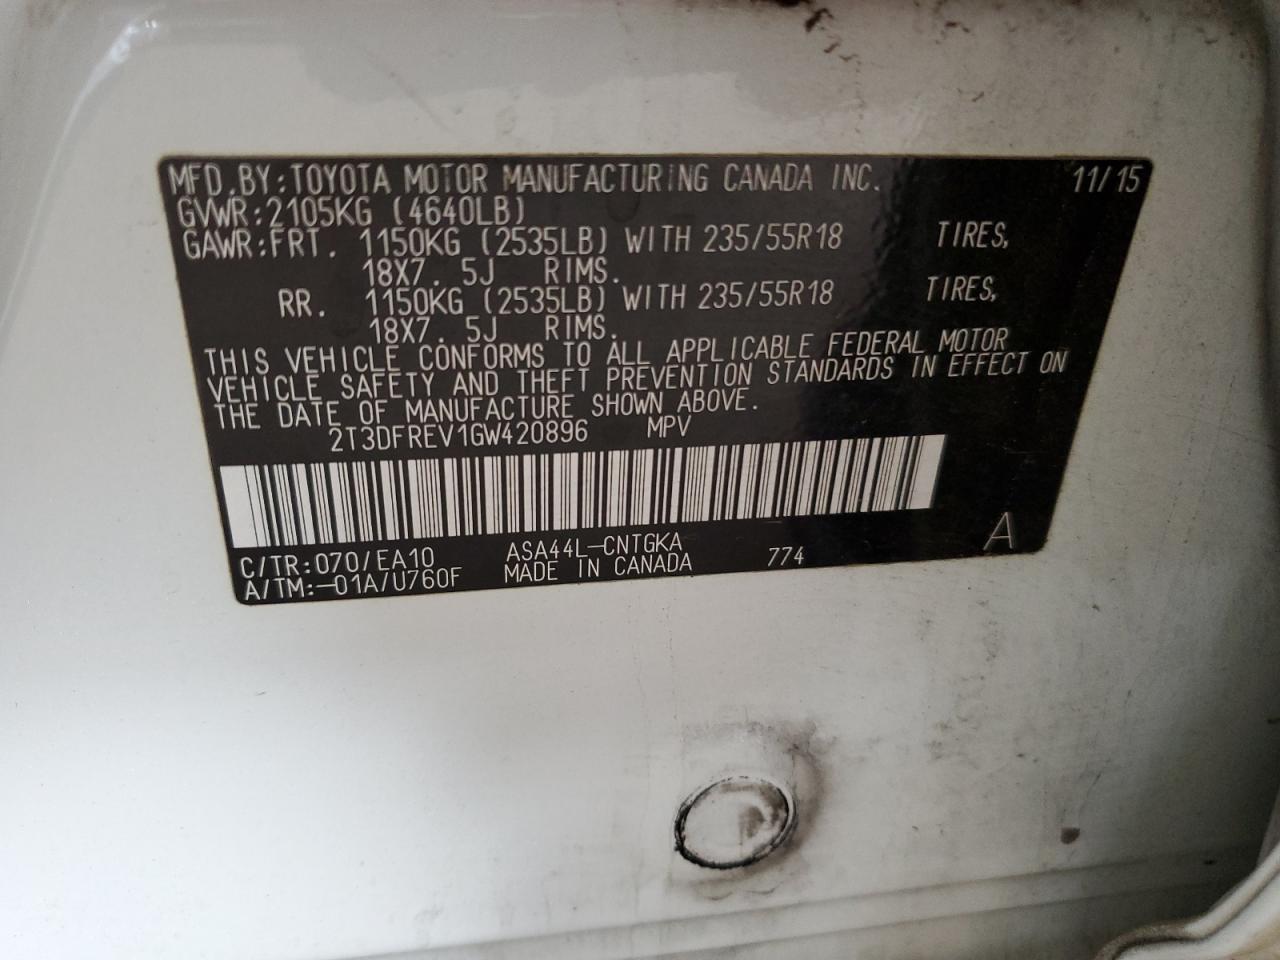 MFD.BY:TOYOTA MOTOR MANUFACTURING CANADA INC. 11/15
GVWR:2105KG (4640LB)
GAWR:FRT. 1150KG (2535LB) WITH 235/55R18 TIRES,
18X7.5J RIMS.
RR. 1150KG (2535LB) WITH 235/55R18 TIRES,
18X7.5J RIMS.
THIS VEHICLE CONFORMS TO ALL APPLICABLE FEDERAL MOTOR
VEHICLE SAFETY AND THEFT PREVENTION STANDARDS IN EFFECT ON
THE DATE OF MANUFACTURE SHOWN ABOVE.
2T3DFREV1GW420896 MPV
C/TR:070/EA10 ASA44L-CNTGKA 774 A
A/TM:-01A/U760F MADE IN CANADA